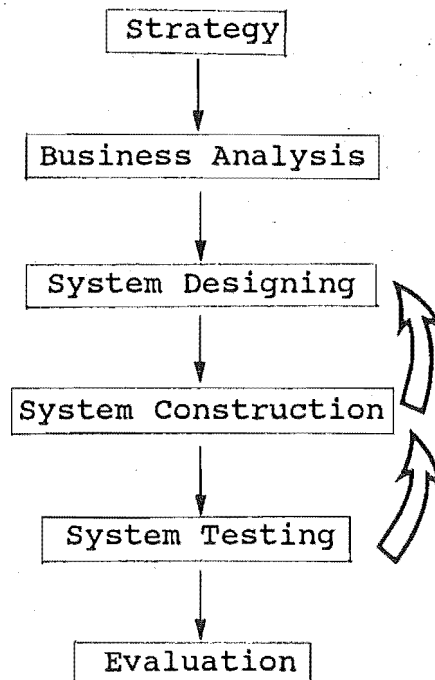 Strategy
Business Analysis
System Designing
System Construction
System Testing
Evaluation